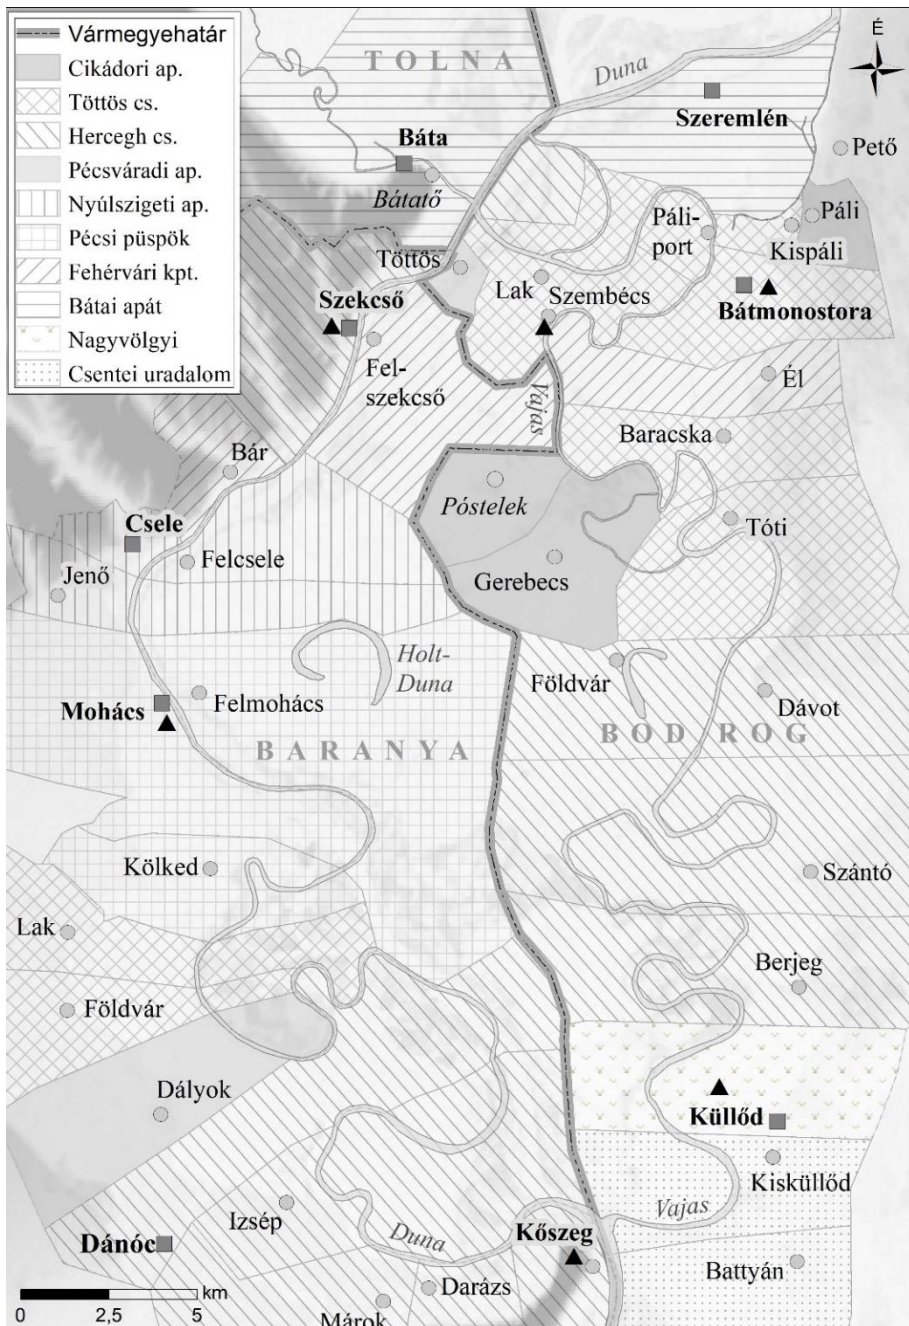 Vármegyehatár
Cikádori ap.
Töttös cs.
Hercegh cs.
Pécsváradi ap.
Nyúlszigeti ap.
Pécsi püspök
Fehérvári kpt.
Bátai apát
Nagyvölgyi
Csentei uradalom
TOLNA
Duna
É
Szeremlén
Báta
Pető
Bátatő
Páli-
port
Páli
Kispáli
Töttös
Lak
Szembécs
Szekcső
Bátmonostora
Fel-
szekcső
Él
Vajas
Baracska
Bár
Póstelek
Csele
Tóti
Felcsele
Gerebecs
Jenő
Holt-
Duna
Földvár
Felmohács
Dávot
Mohács
BARANYA
BODROG
Kölked
Szántó
Lak
Berjeg
Földvár
Dályok
Küllőd
Kisküllőd
Izsép
Vajas
Dánóc
Duna
Kőszeg
Battyán
Darázs
Márok
0 2,5 5 km